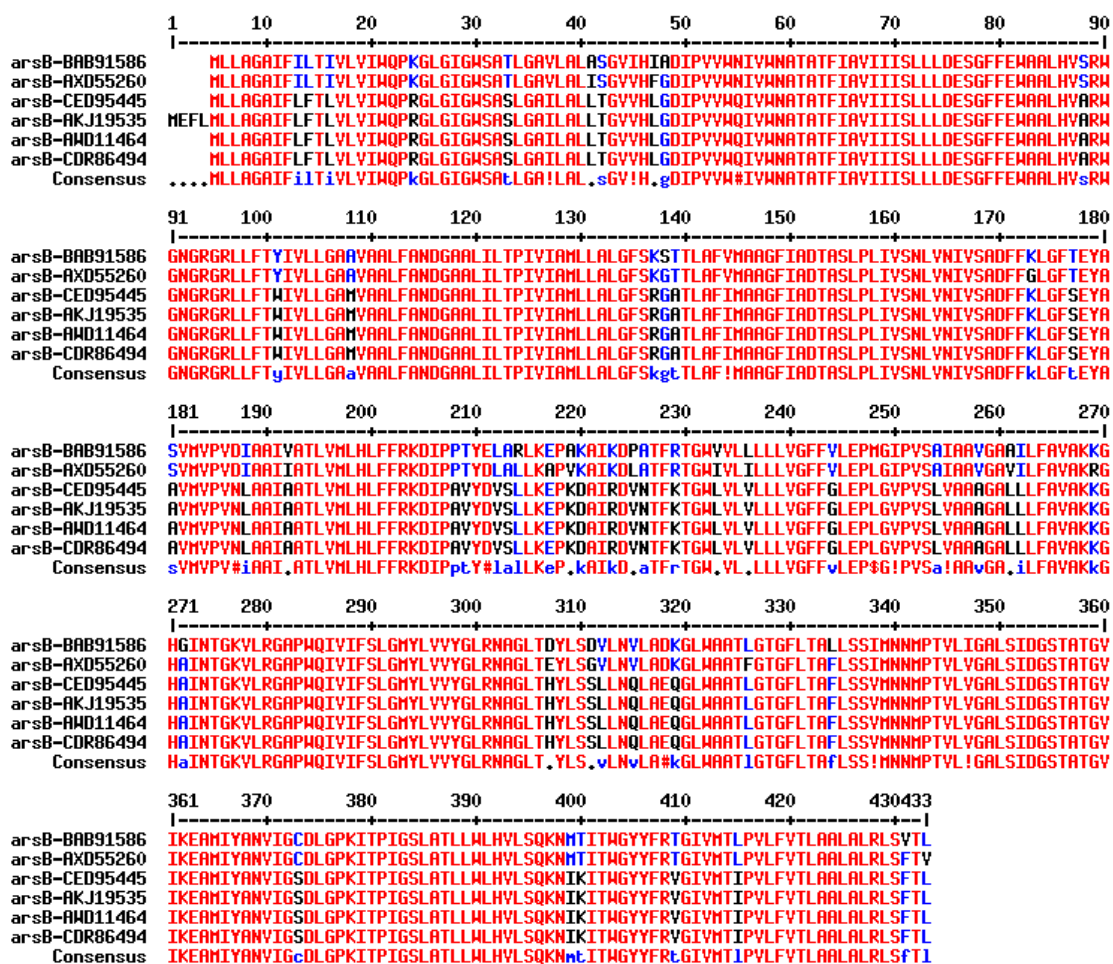 1 10 20 30 40 50 60 70 80 90
|--------+---------+---------+---------+---------+---------+---------+---------+---------|
arsB-BAB91586 MLLAGAIFILTIVLVIWQPKGLGIGWSATLGAVLALASGVIHIADIPVVWNIVWNATATFIAVIIISLLLDESGFFEWAALHVSRW
arsB-AXD55260 MLLAGAIFILTIVLVIWQPKGLGIGWSATLGAVLALISGVIHFGDIPVVWNIVWNATATFIAVIIISLLLDESGFFEWAALHVSRW
arsB-CED95445 MLLAGAIFLFTLVLVIWQPRGLGIGWSASLGAILALLTGVVHLGDIPVVWQIVWNATATFIAVIIISLLLDESGFFEWAALHVARW
arsB-AKJ19535 MEFLMLLAGAIFLFTLVLVIWQPRGLGIGWSASLGAILALLTGVVHLGDIPVVWQIVWNATATFIAVIIISLLLDESGFFEWAALHVARW
arsB-AWD11464 MLLAGAIFLFTLVLVIWQPRGLGIGWSASLGAILALLTGVVHLGDIPVVWQIVWNATATFIAVIIISLLLDESGFFEWAALHVARW
arsB-CDR86494 MLLAGAIFLFTLVLVIWQPRGLGIGWSASLGAILALLTGVVHLGDIPVVWQIVWNATATFIAVIIISLLLDESGFFEWAALHVARW
Consensus ....MLLAGAIFilTiVLVIWQPkGLGIGWSAtLGA!LAL.sGV!H.gDIPVVW#IVWNATATFIAVIIISLLLDESGFFEWAALHVsRW
91 100 110 120 130 140 150 160 170 180
|--------+---------+---------+---------+---------+---------+---------+---------+---------|
arsB-BAB91586 GNGRGRLLFTYIVLLGAAVAALFANDGAALILTPIVIAMLLALGFSKSTTLAFVMAAGFIADTASLPLIVSNLVNIVSADFFKLGFTEYA
arsB-AXD55260 GNGRGRLLFTYIVLLGAAVAALFANDGAALILTPIVIAMLLALGFSKGTTLAFVMAAGFIADTASLPLIVSNLVNIVSADFFGLGFTEYA
arsB-CED95445 GNGRGRLLFTWIVLLGAMVAALFANDGAALILTPIVIAMLLALGFSRGATLAFIMAAGFIADTASLPLIVSNLVNIVSADFFKLGFSEYA
arsB-AKJ19535 GNGRGRLLFTWIVLLGAMVAALFANDGAALILTPIVIAMLLALGFSRGATLAFIMAAGFIADTASLPLIVSNLVNIVSADFFKLGFSEYA
arsB-AWD11464 GNGRGRLLFTWIVLLGAMVAALFANDGAALILTPIVIAMLLALGFSRGATLAFIMAAGFIADTASLPLIVSNLVNIVSADFFKLGFSEYA
arsB-CDR86494 GNGRGRLLFTWIVLLGAMVAALFANDGAALILTPIVIAMLLALGFSRGATLAFIMAAGFIADTASLPLIVSNLVNIVSADFFKLGFSEYA
Consensus GNGRGRLLFTyIVLLGAaVAALFANDGAALILTPIVIAMLLALGFSkgtTLAF!MAAGFIADTASLPLIVSNLVNIVSADFFkLGFtEYA
181 190 200 210 220 230 240 250 260 270
|--------+---------+---------+---------+---------+---------+---------+---------+---------|
arsB-BAB91586 SVMVPVDIAAIVATLVMLHLFFRKDIPPTYELARLKEPAKAIKDPATFRTGWVVLLLLLVGFFVLEPMGIPVSAIAAVGAAILFAVAKKG
arsB-AXD55260 SVMVPVDIAAIIATLVMLHLFFRKDIPPTYDLALLKAPVKAIKDLATFRTGWIVLILLLVGFFVLEPLGIPVSAIAAVGAVILFAVAKRG
arsB-CED95445 AVMVPVNLAAIAATLVMLHLFFRKDIPAVYDVSLLKEPKDAIRDVNTFKTGWLVLVLLLVGFFGLEPLGVPVSLVAAAGALLLFAVAKKG
arsB-AKJ19535 AVMVPVNLAAIAATLVMLHLFFRKDIPAVYDVSLLKEPKDAIRDVNTFKTGWLVLVLLLVGFFGLEPLGVPVSLVAAAGALLLFAVAKKG
arsB-AWD11464 AVMVPVNLAAIAATLVMLHLFFRKDIPAVYDVSLLKEPKDAIRDVNTFKTGWLVLVLLLVGFFGLEPLGVPVSLVAAAGALLLFAVAKKG
arsB-CDR86494 AVMVPVNLAAIAATLVMLHLFFRKDIPAVYDVSLLKEPKDAIRDVNTFKTGWLVLVLLLVGFFGLEPLGVPVSLVAAAGALLLFAVAKKG
Consensus sVMVPV#iAAI.ATLVMLHLFFRKDIPptY#lalLKeP.kAIkD.aTFrTGW.VL.LLLVGFFvLEP$G!PVSa!AAvGA.iLFAVAKkG
271 280 290 300 310 320 330 340 350 360
|--------+---------+---------+---------+---------+---------+---------+---------+---------|
arsB-BAB91586 HGINTGKVLRGAPWQIVIFSLGMYLVVYGLRNAGLTDYLSDVLNVLADKGLWAATLGTGFLTALLSSIMNNMPTVLIGALSIDGSTATGV
arsB-AXD55260 HAINTGKVLRGAPWQIVIFSLGMYLVVYGLRNAGLTEYLSGVLNVLADKGLWAATFGTGFLTAFLSSIMNNMPTVLIGALSIDGSTATGV
arsB-CED95445 HAINTGKVLRGAPWQIVIFSLGMYLVVYGLRNAGLTHYLSSLLNQLAEQGLWAATLGTGFLTAFLSSVMNNMPTVLVGALSIDGSTATGV
arsB-AKJ19535 HAINTGKVLRGAPWQIVIFSLGMYLVVYGLRNAGLTHYLSSLLNQLAEQGLWAATLGTGFLTAFLSSVMNNMPTVLVGALSIDGSTATGV
arsB-AWD11464 HAINTGKVLRGAPWQIVIFSLGMYLVVYGLRNAGLTHYLSSLLNQLAEQGLWAATLGTGFLTAFLSSVMNNMPTVLVGALSIDGSTATGV
arsB-CDR86494 HAINTGKVLRGAPWQIVIFSLGMYLVVYGLRNAGLTHYLSSLLNQLAEQGLWAATLGTGFLTAFLSSVMNNMPTVLVGALSIDGSTATGV
Consensus HaINTGKVLRGAPWQIVIFSLGMYLVVYGLRNAGLT.YLS.vLNvLA#kGLWAATlGTGFLTAfLSS!MNNMPTVL!GALSIDGSTATGV
361 370 380 390 400 410 420 430433
|--------+---------+---------+---------+---------+---------+---------+--|
arsB-BAB91586 IKEAMIYANVIGCDLGPKITPIGSLATLLWLHVLSQKNMTITWGYYFRTGIVMTLPVLFVTLAALALRLSVTL
arsB-AXD55260 IKEAMIYANVIGCDLGPKITPIGSLATLLWLHVLSQKNMTITWGYYFRTGIVMTLPVLFVTLAALALRLSFTV
arsB-CED95445 IKEAMIYANVIGSDLGPKITPIGSLATLLWLHVLSQKNIKITWGYYFRVGIVMTIPVLFVTLAALALRLSFTL
arsB-AKJ19535 IKEAMIYANVIGSDLGPKITPIGSLATLLWLHVLSQKNIKITWGYYFRVGIVMTIPVLFVTLAALALRLSFTL
arsB-AWD11464 IKEAMIYANVIGSDLGPKITPIGSLATLLWLHVLSQKNIKITWGYYFRVGIVMTIPVLFVTLAALALRLSFTL
arsB-CDR86494 IKEAMIYANVIGSDLGPKITPIGSLATLLWLHVLSQKNIKITWGYYFRVGIVMTIPVLFVTLAALALRLSFTL
Consensus IKEAMIYANVIGcDLGPKITPIGSLATLLWLHVLSQKNmtITWGYYFRtGIVMTlPVLFVTLAALALRLSfTl